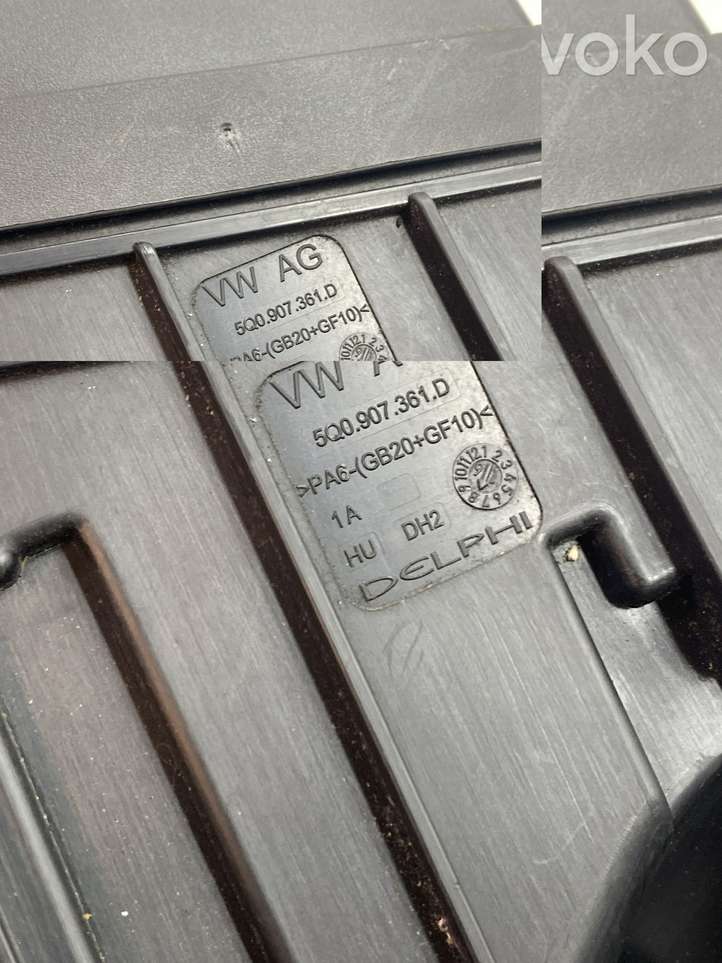 voko
VW AG
5Q0.907.361.D
>PA6-(GB20+GF10)<
VW A
5Q0.907.361.D
>PA6-(GB20+GF10)<
1A
HU DH2
DELPHI